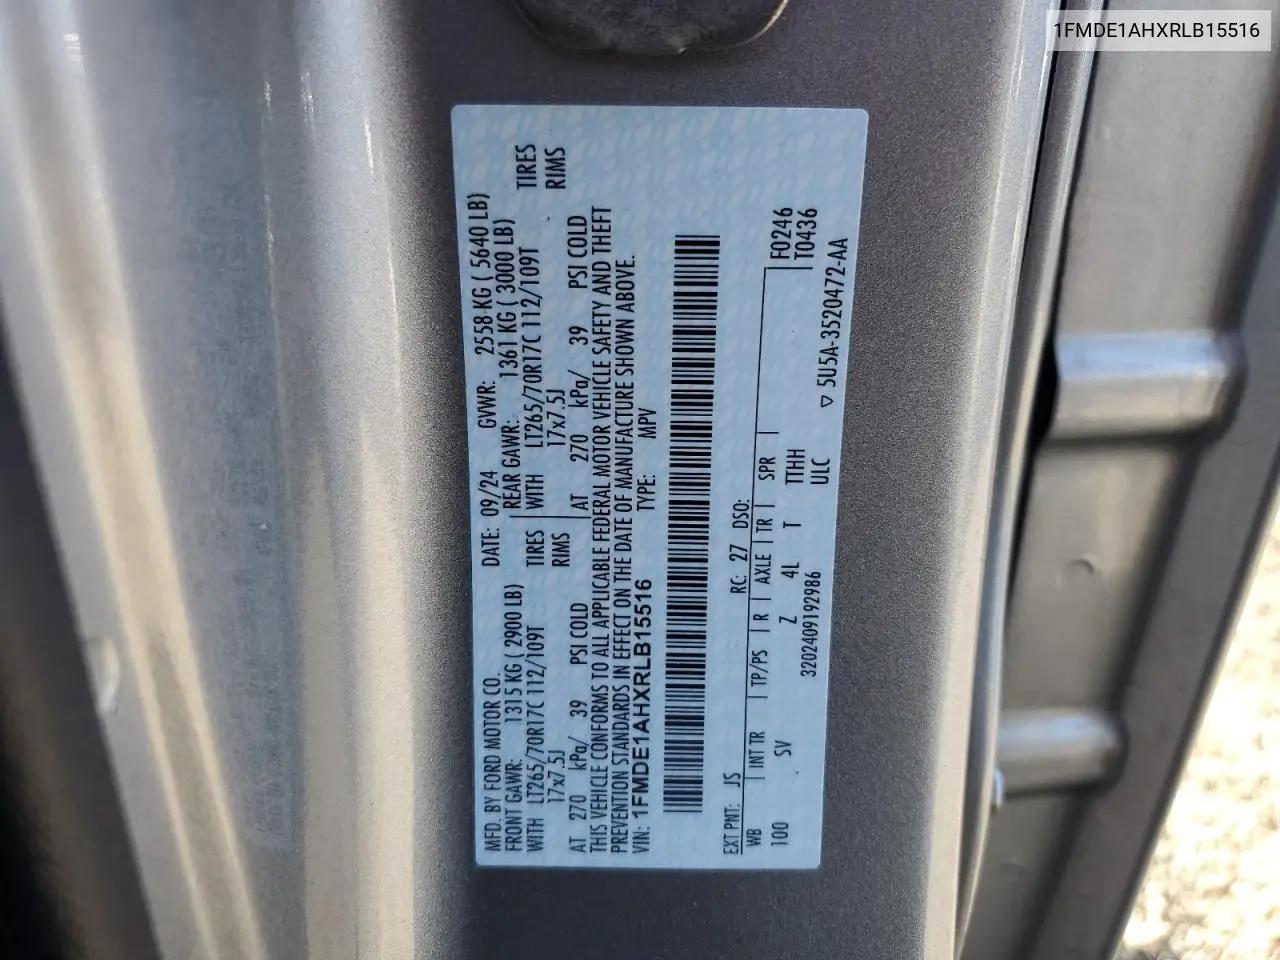 1FMDE1AHXRLB15516
MFD. BY FORD MOTOR CO. DATE: 09/24 GVWR: 2558 KG ( 5640 LB)
FRONT GAWR: 1315 KG ( 2900 LB) REAR GAWR: 1361 KG ( 3000 LB)
WITH LT265/70R17C 112/109T TIRES WITH LT265/70R17C 112/109T TIRES
17x7.5J RIMS 17x7.5J RIMS
AT 270 kPa/ 39 PSI COLD AT 270 kPa/ 39 PSI COLD
THIS VEHICLE CONFORMS TO ALL APPLICABLE FEDERAL MOTOR VEHICLE SAFETY AND THEFT
PREVENTION STANDARDS IN EFFECT ON THE DATE OF MANUFACTURE SHOWN ABOVE.
VIN: 1FMDE1AHXRLB15516 TYPE: MPV
EXT PNT: JS RC: 27 DSO: F0246
WB | INT TR | TP/PS | R | AXLE | TR | SPR | T0436
100 SV Z 4L T TTHH
3202409192986 ULC ▽ 5U5A-3520472-AA